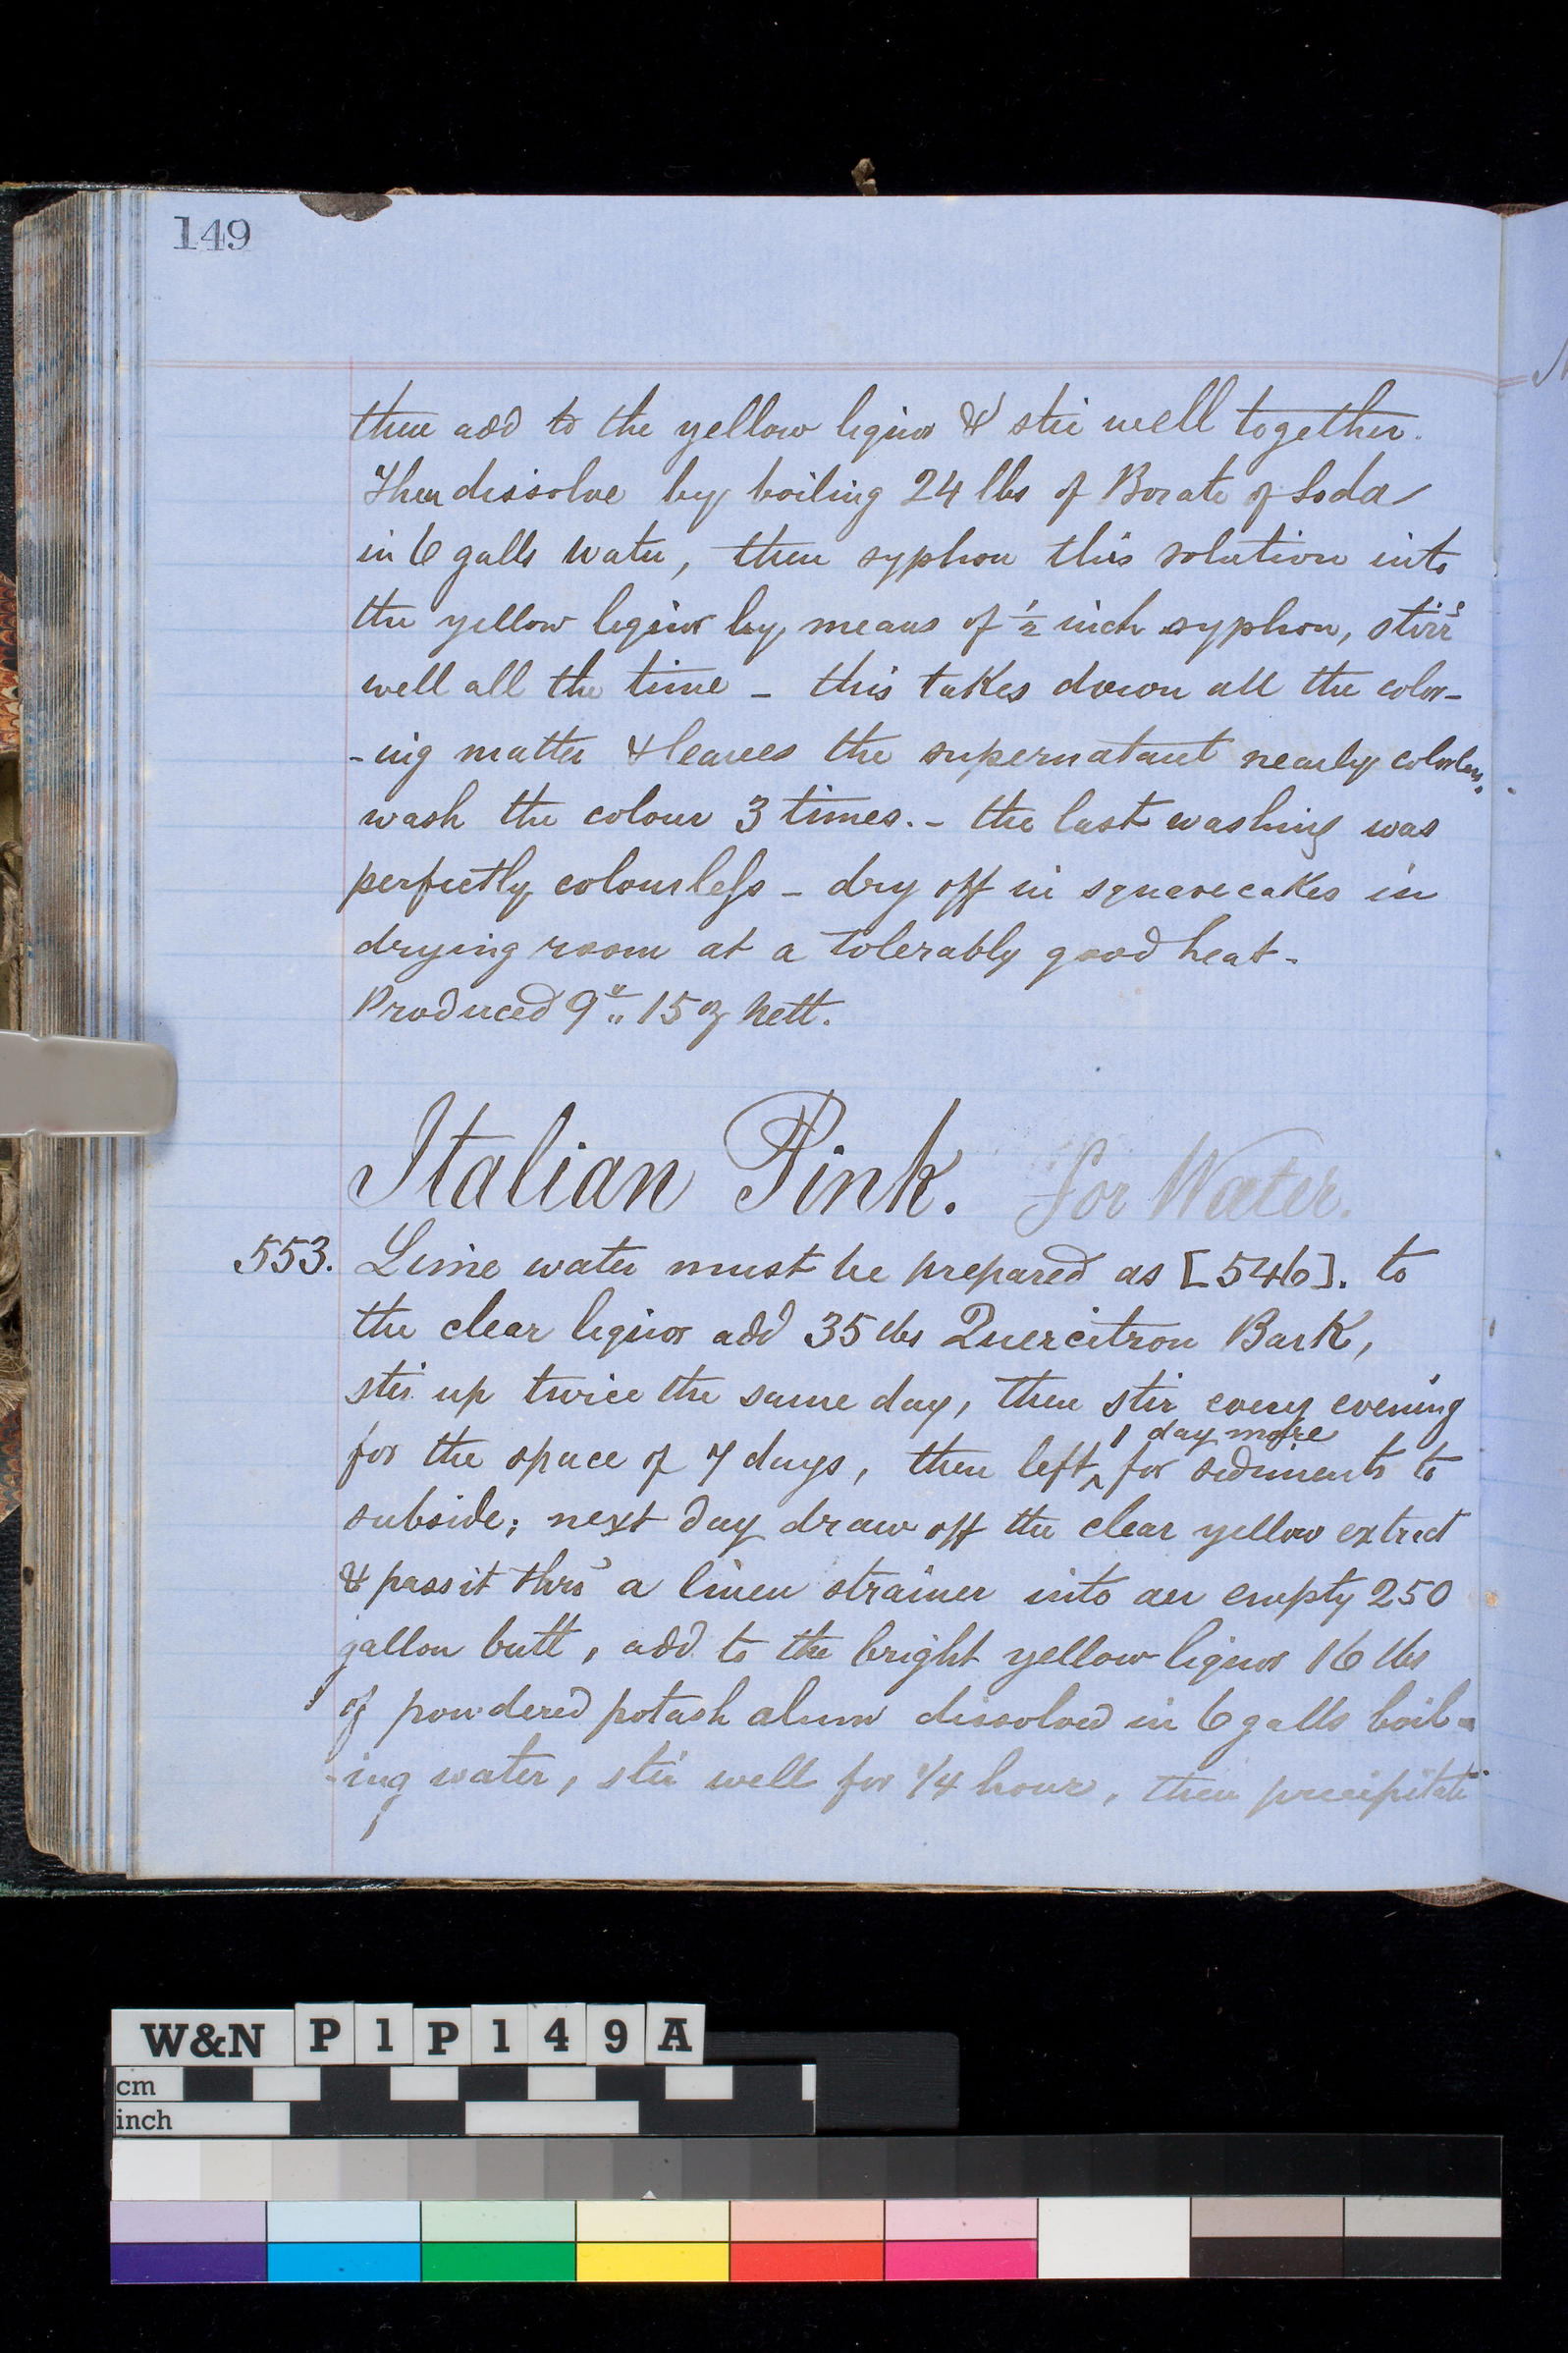 149
then add to the yellow liquor & stir well together.
Then dissolve by boiling 24 lbs of Borate of Soda
in 6 galls water, then syphon this solution into
the yellow liquor by means of ½ inch syphon, stirrg
well all the time – this takes down all the color-
-ing matter & leaves the supernatant nearly colorless.
wash the colour 3 times. – the last washing was
perfectly colourless – dry off in square cakes in
drying room at a tolerably good heat –
Produced 9 lb 15 oz nett.
Italian Pink. for Water.
553. Lime water must be prepared as [546]. to
the clear liquor add 35 lbs Quercitron Bark,
stir up twice the same day, then stir every evening
1 day more
for the space of 7 days, then left ^ for sediments to
subside; next day draw off the clear yellow extract
& pass it thro' a linen strainer into an empty 250
gallon butt, add to the bright yellow liquor 16 lbs
of powdered potash alum dissolved in 6 galls boil-
-ing water, stir well for 1/4 hour, then precipitate
W&N P1P149A
cm
inch